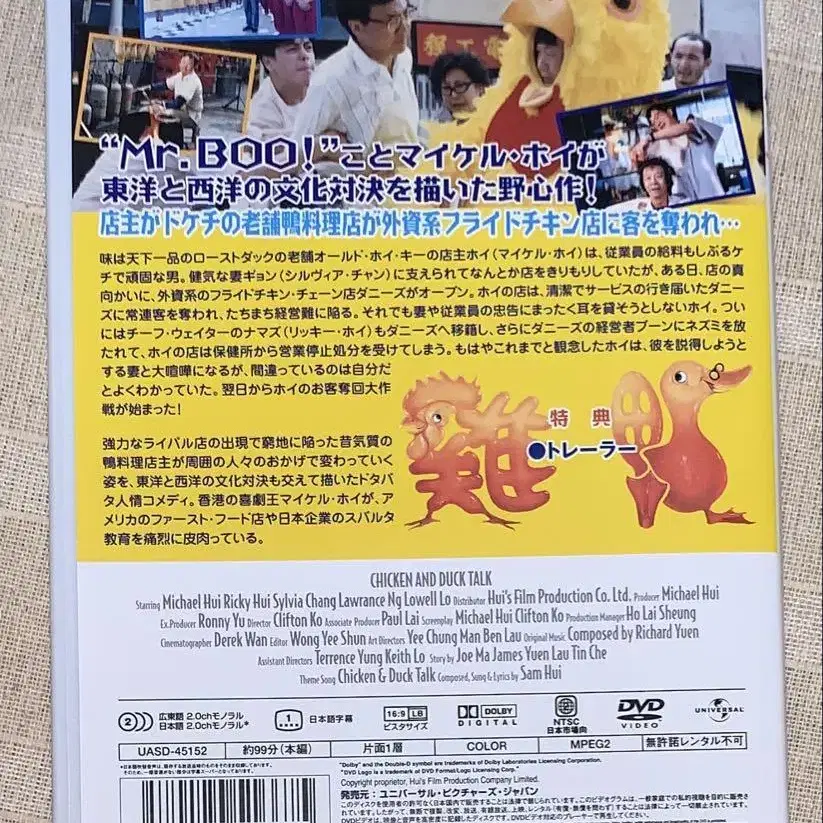 "Mr.BOO!"ことマイケル・ホイが
東洋と西洋の文化対決を描いた野心作!
店主がドケチの老舗鴨料理店が外資系フライドチキン店に客を奪われ…
味は天下一品のローストダックの老舗オールド・ホイ・キーの店主ホイ(マイケル・ホイ)は、従業員の給料もしぶるケ
チで頑固な男。健気な妻ギョン(シルヴィア・チャン)に支えられてなんとか店をきりもりしていたが、ある日、店の真
向かいに、外資系のフライドチキン・チェーン店ダニーズがオープン。ホイの店は、清潔でサービスの行き届いたダニー
ズに常連客を奪われ、たちまち経営難に陥る。それでも妻や従業員の忠告にまったく耳を貸そうとしないホイ。つい
にはチーフ・ウェイターのナマズ(リッキー・ホイ)もダニーズへ移籍し、さらにダニーズの経営者プーンにネズミを放
たれて、ホイの店は保健所から営業停止処分を受けてしまう。もはやこれまでと観念したホイは、彼を説得しようと
する妻と大喧嘩になるが、間違っているのは自分だ
とよくわかっていた。翌日からホイのお客奪回大作
戦が始まった!
強力なライバル店の出現で窮地に陥った昔気質の
鴨料理店主が周囲の人々のおかげで変わっていく
姿を、東洋と西洋の文化対決も交えて描いたドタバ
タ人情コメディ。香港の喜劇王マイケル・ホイが、ア
メリカのファースト・フード店や日本企業のスパルタ
教育を痛烈に皮肉っている。
雞
特典
●トレーラー
CHICKEN AND DUCK TALK
Starring Michael Hui Ricky Hui Sylvia Chang Lawrance Ng Lowell Lo Distributor Hui's Film Production Co. Ltd. Producer Michael Hui
Ex.Producer Ronny Yu Director Clifton Ko Associate Producer Paul Lai Screenplay Michael Hui Clifton Ko Production Manager Ho Lai Sheung
Cinematographer Derek Wan Editor Wong Yee Shun Art Directors Yee Chung Man Ben Lau Original Music Composed by Richard Yuen
Assistant Directors Terrence Yung Keith Lo Story by Joe Ma James Yuen Lau Tin Che
Theme Song Chicken & Duck Talk Composed, Sung & Lyrics by Sam Hui
2 広東語 2.0chモノラル
日本語 2.0chモノラル*
1 日本語字幕
16:9 LB
ビスタサイズ
DOLBY
DIGITAL
NTSC
日本市場向
DVD
VIDEO
UNIVERSAL
UASD-45152 約99分(本編) 片面1層 COLOR MPEG2 無許諾レンタル不可
"Dolby" and the Double-D symbol are trademarks of Dolby Laboratories Licensing Corporation.
"DVD Logo is a trademark of DVD Format/Logo Licensing Corp."
Copyright proprietor, Hui's Film Production Company Limited.
発売元:ユニバーサル・ピクチャーズ・ジャパン